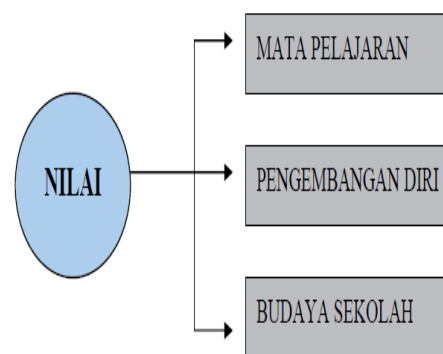 MATA PELAJARAN
NILAI
PENGEMBANGAN DIRI
BUDAYA SEKOLAH